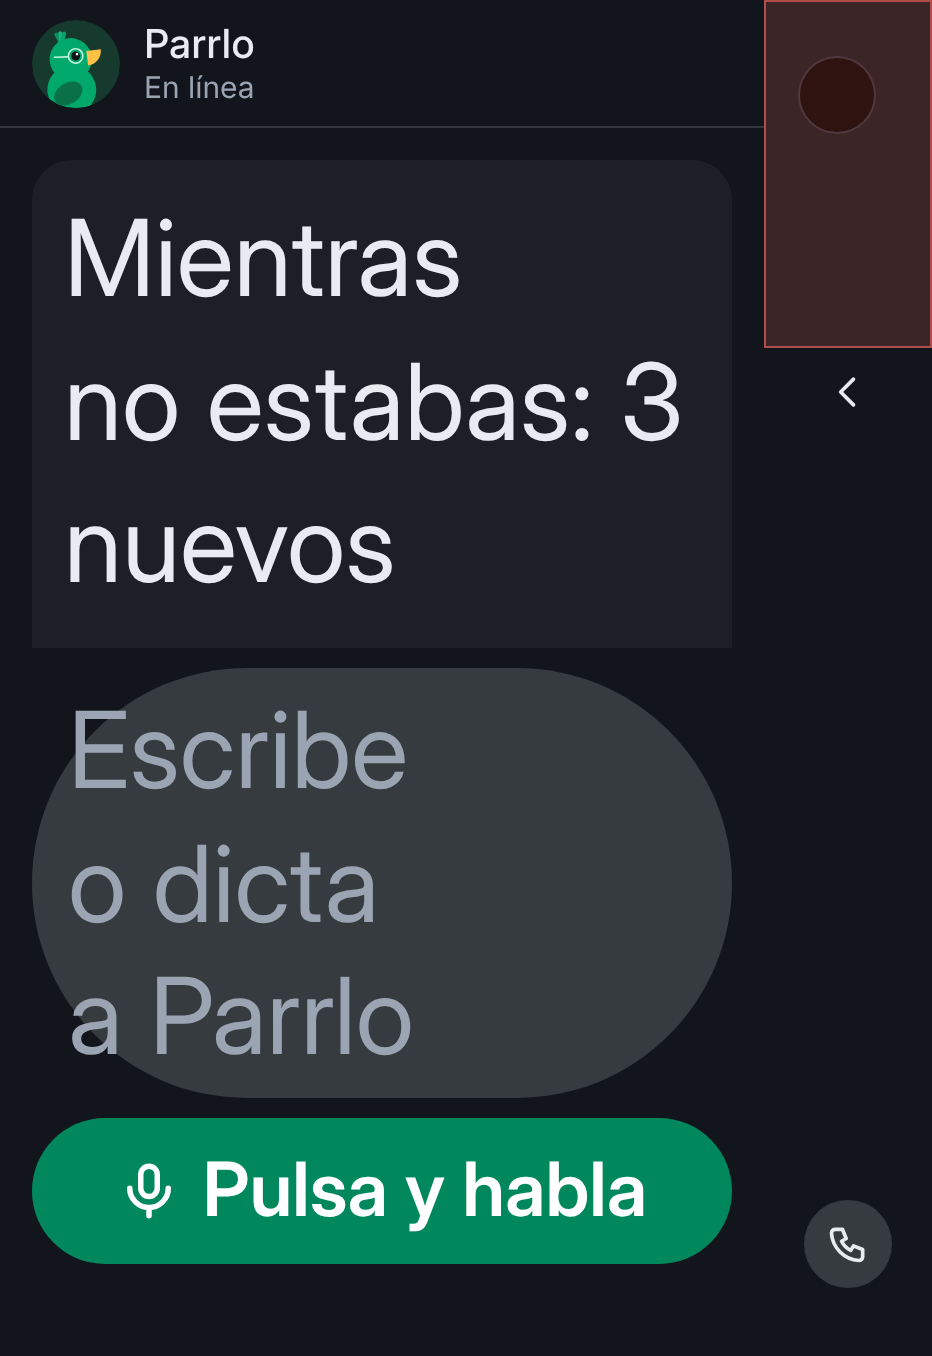 Parrlo
En línea
Mientras
no estabas: 3
nuevos
Escribe
o dicta
a Parrlo
Pulsa y habla